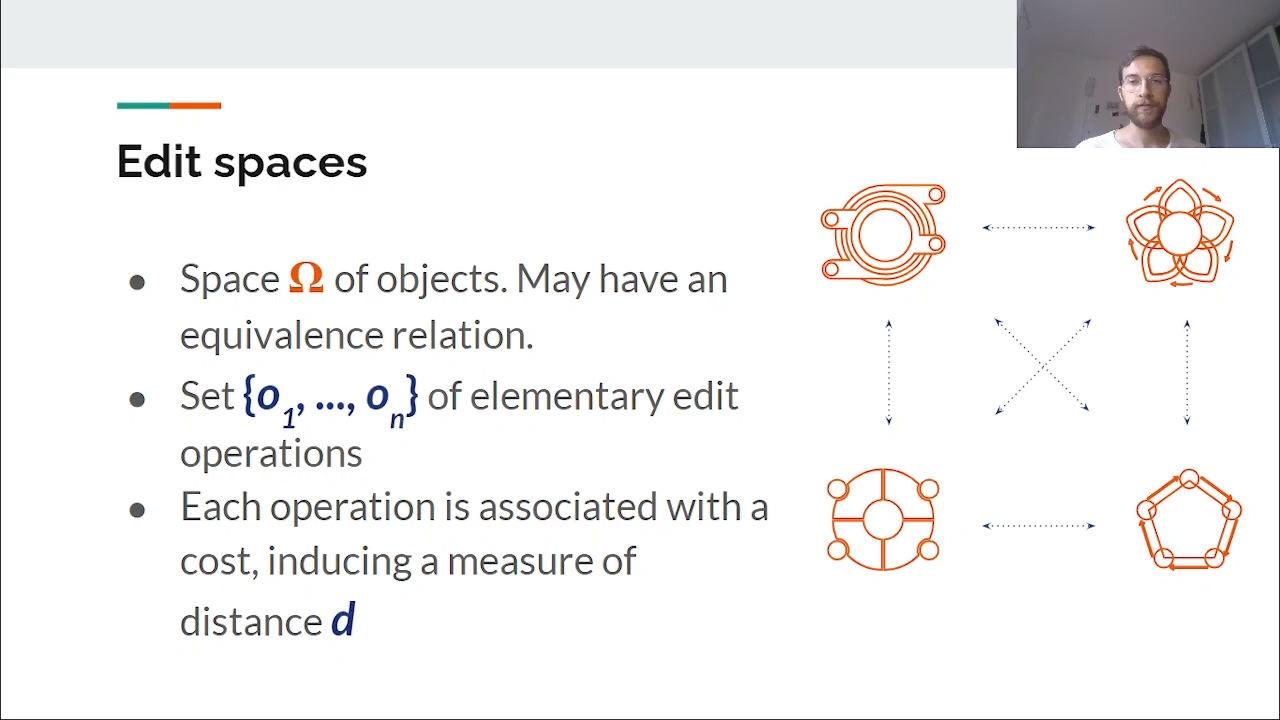 Edit spaces
● Space Ω of objects. May have an
equivalence relation.
● Set {o1, ..., on} of elementary edit
operations
● Each operation is associated with a
cost, inducing a measure of
distance d